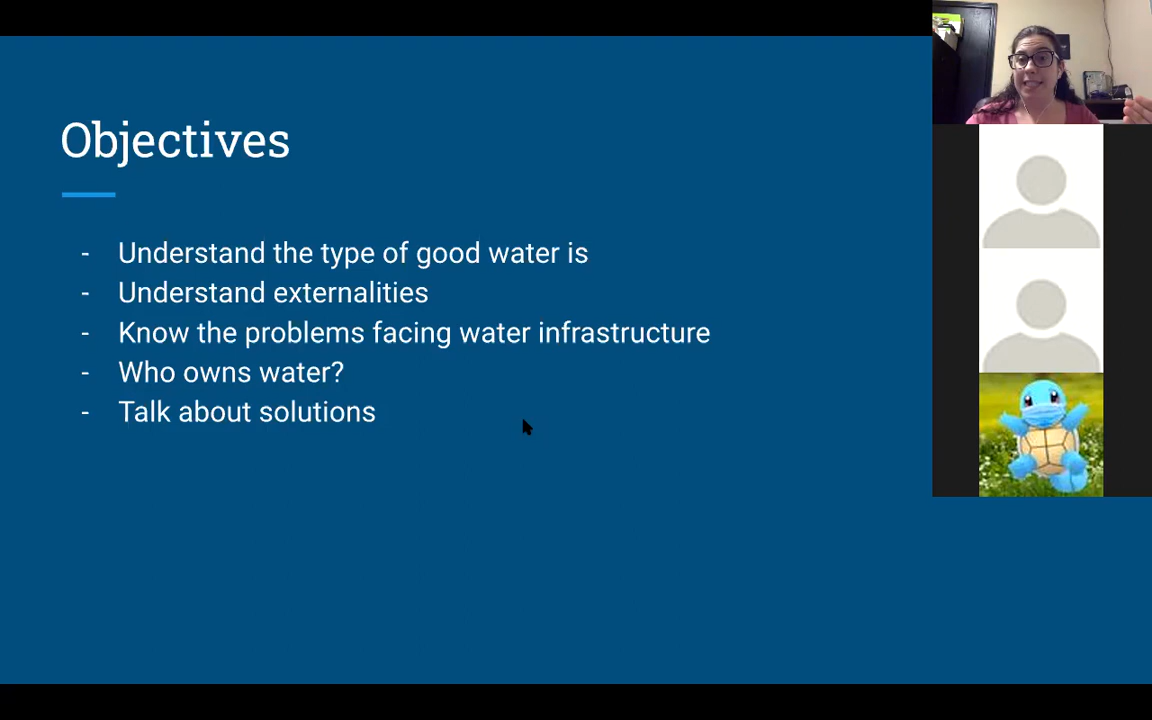 Objectives
- Understand the type of good water is
- Understand externalities
- Know the problems facing water infrastructure
- Who owns water?
- Talk about solutions